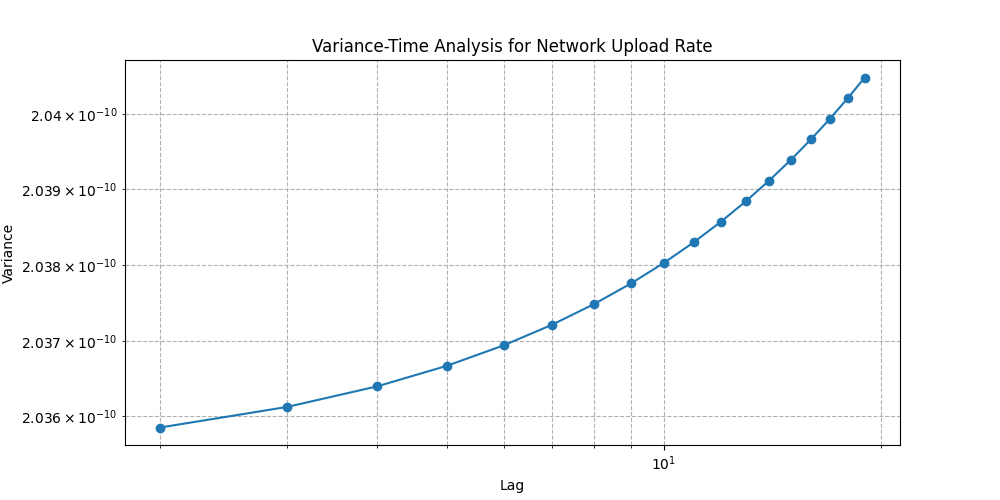 Variance-Time Analysis for Network Upload Rate
2.04 × 10⁻¹⁰
2.039 × 10⁻¹⁰
2.038 × 10⁻¹⁰
2.037 × 10⁻¹⁰
2.036 × 10⁻¹⁰
Variance
10¹
Lag